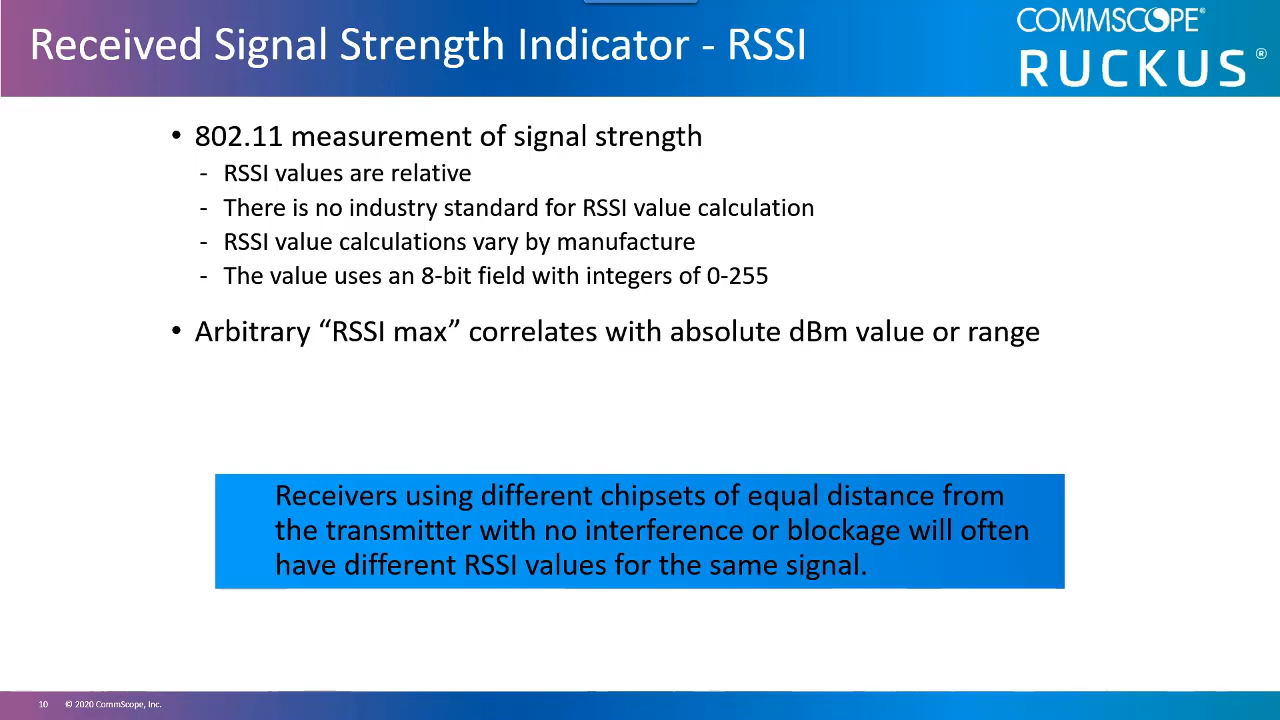 Received Signal Strength Indicator - RSSI
COMMSCOPE®
RUCKUS®
• 802.11 measurement of signal strength
- RSSI values are relative
- There is no industry standard for RSSI value calculation
- RSSI value calculations vary by manufacture
- The value uses an 8-bit field with integers of 0-255
• Arbitrary “RSSI max” correlates with absolute dBm value or range
Receivers using different chipsets of equal distance from
the transmitter with no interference or blockage will often
have different RSSI values for the same signal.
10 © 2020 CommScope, Inc.